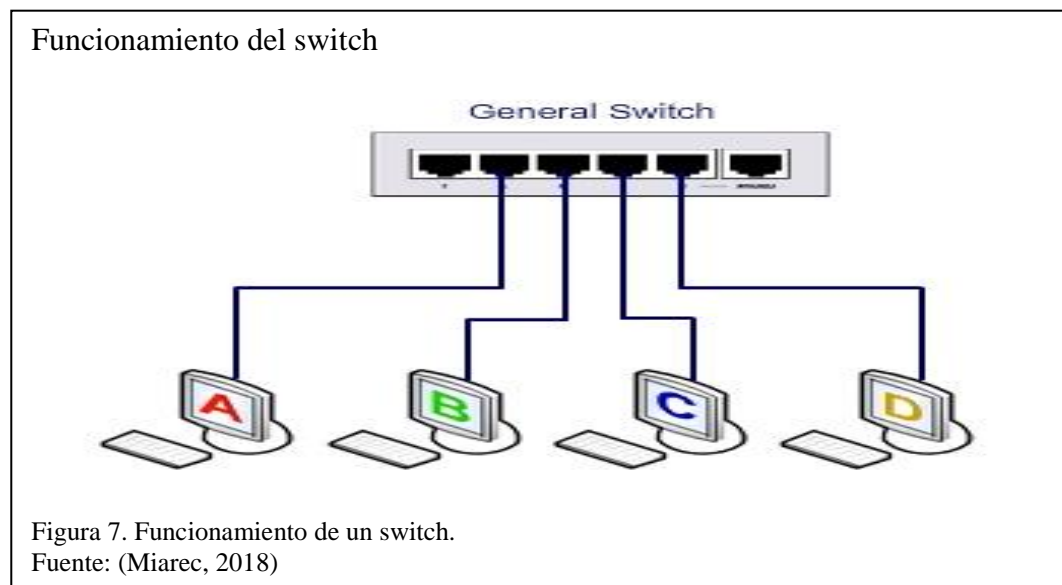 Funcionamiento del switch
General Switch
A
B
C
D
Figura 7. Funcionamiento de un switch.
Fuente: (Miarec, 2018)